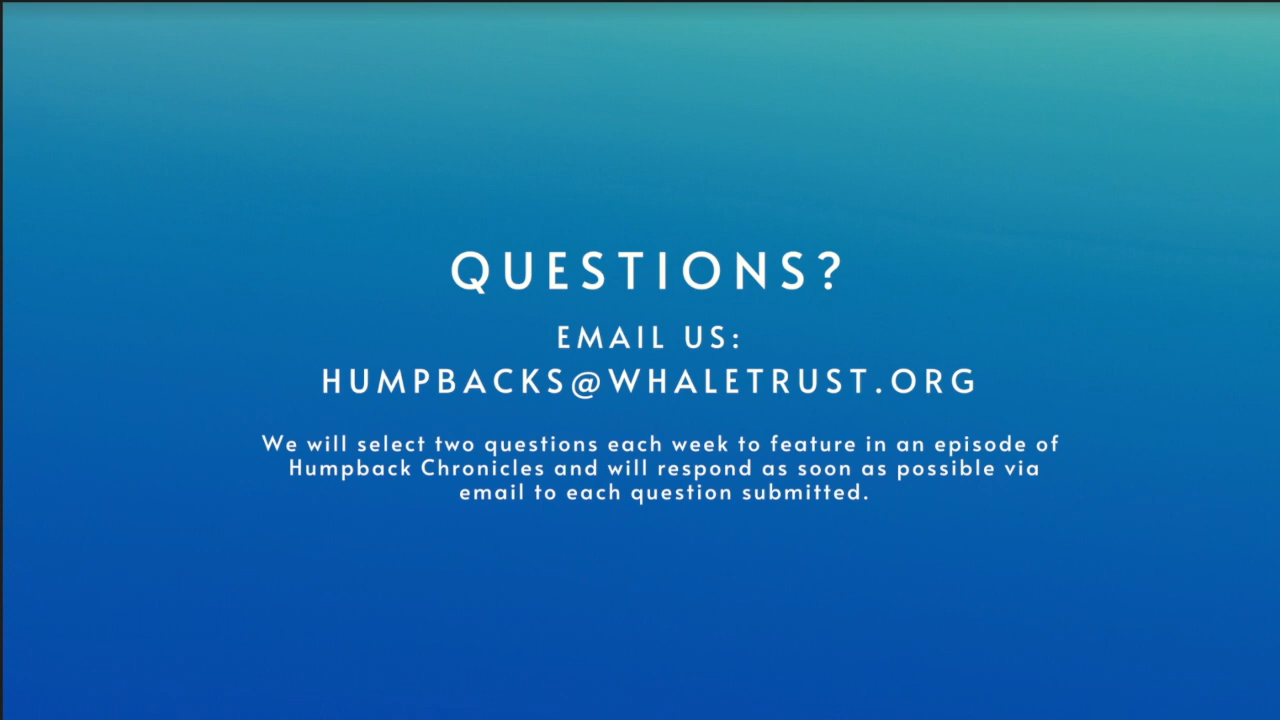 QUESTIONS?
EMAIL US:
HUMPBACKS@WHALETRUST.ORG
We will select two questions each week to feature in an episode of
Humpback Chronicles and will respond as soon as possible via
email to each question submitted.